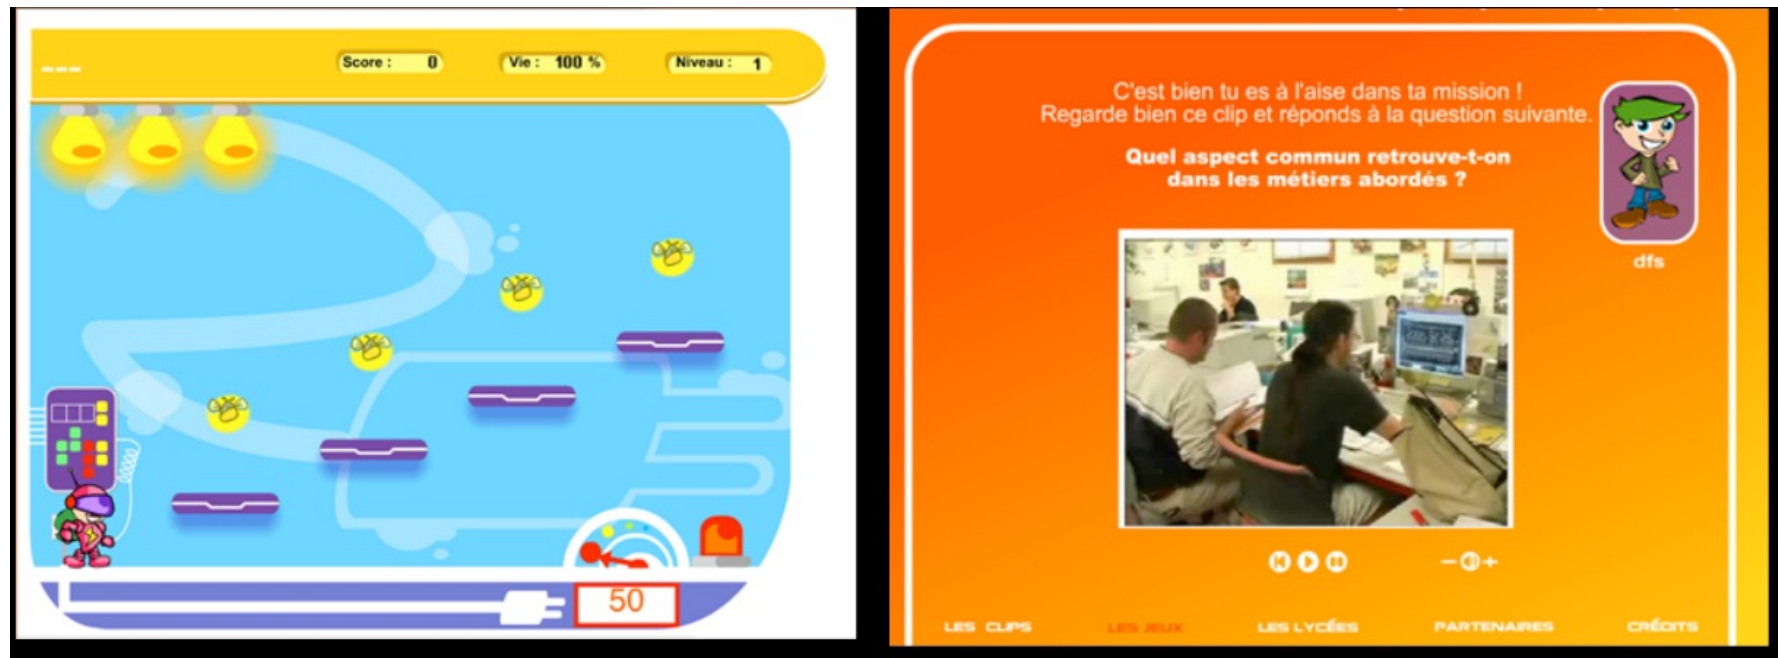 ---
Score : 0
Vie : 100 %
Niveau : 1
50
C'est bien tu es à l'aise dans ta mission !
Regarde bien ce clip et réponds à la question suivante.
Quel aspect commun retrouve-t-on
dans les métiers abordés ?
dfs
LES CLIPS
LES JEUX
LES LYCÉES
PARTENAIRES
CRÉDITS